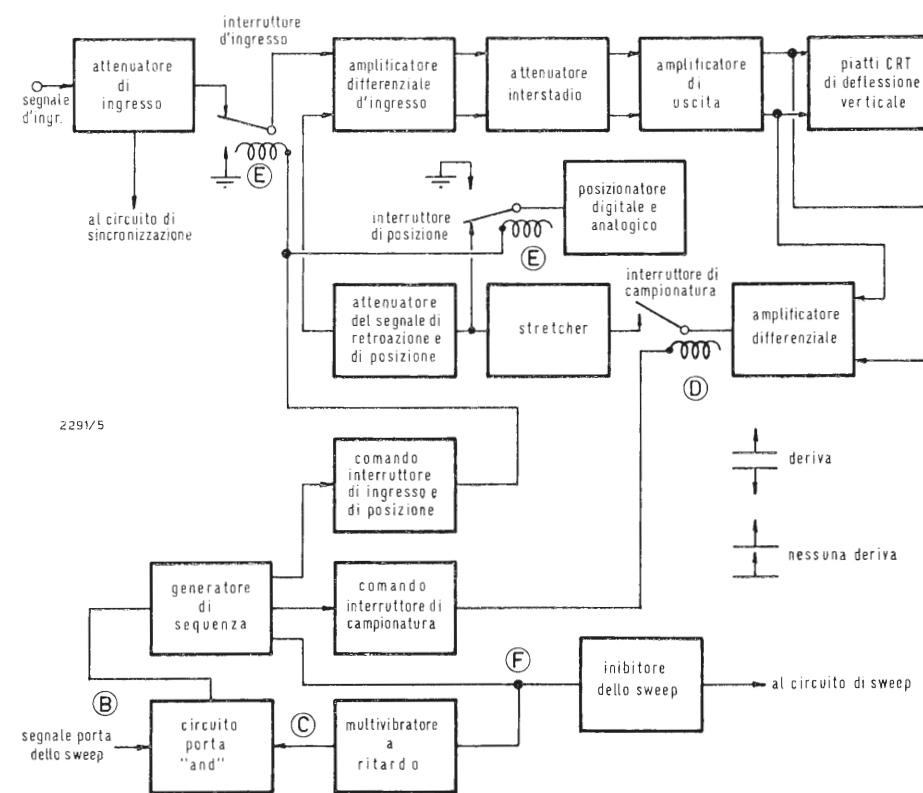 interruttore
d'ingresso
attenuatore
di
ingresso
segnale
d'ingr.
amplificatore
differenziale
d'ingresso
attenuatore
interstadio
amplificatore
di
uscita
piatti CRT
di deflessione
verticale
E
al circuito di
sincronizzazione
interruttore
di posizione
posizionatore
digitale e
analogico
E
interruttore di
campionatura
attenuatore
del segnale di
retroazione e
di posizione
stretcher
amplificatore
differenziale
D
2291/5
comando
interruttore
di ingresso e
di posizione
deriva
nessuna deriva
generatore
di
sequenza
comando
interruttore di
campionatura
F
inibitore
dello sweep
al circuito di sweep
B
segnale porta
dello sweep
circuito
porta
"and"
C
multivibratore
a
ritardo